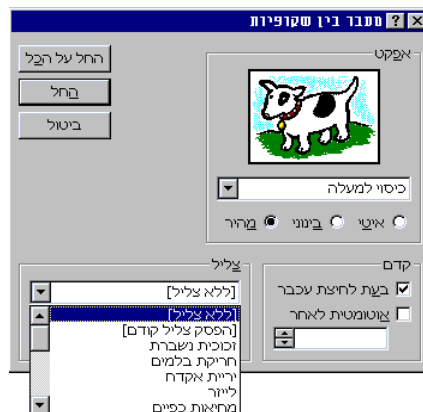 מעבר בין שקופיות
אפקט
החל על הכל
החל
ביטול
כיסוי למעלה
איטי בינוני מהיר
קדם
בעת לחיצת עכבר
אוטומטית לאחר
צליל
[ללא צליל]
[ללא צליל]
[הפסק צליל קודם]
זכוכית נשברת
חריקת בלמים
יריית אקדח
לייזר
מחיאות כפיים